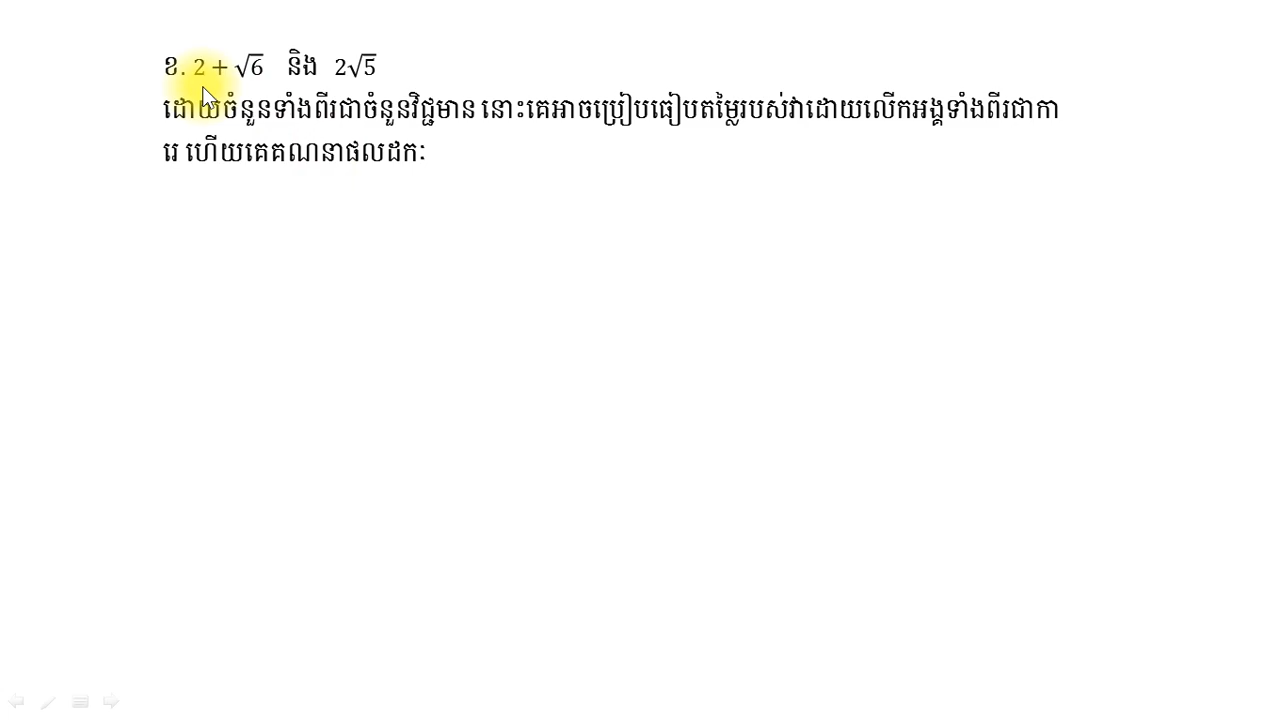 ខ. 2 + √6 និង 2√5
ដោយចំនួនទាំងពីរជាចំនួនវិជ្ជមាន នោះគេអាចប្រៀបធៀបតម្លៃរបស់វាដោយលើកអង្គទាំងពីរជាកា
រេ ហើយគេគណនាផលដកៈ